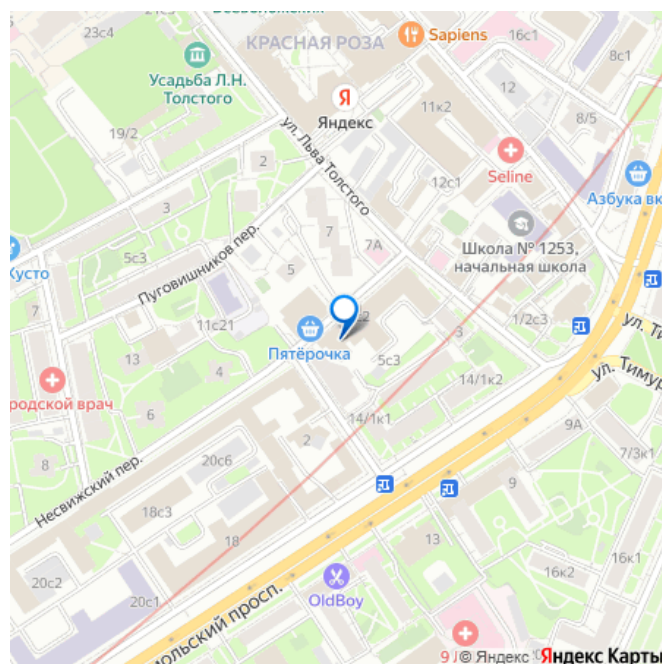 23с4
КРАСНАЯ РОЗА
Sapiens
16с1
8с1
Усадьба Л.Н.
Толстого
Яндекс
11к2
12
8/5
19/2
ул. Льва Толстого
2
Seline
Азбука вк
12с1
3
7
7А
Школа № 1253,
начальная школа
Пуговишников пер.
5с3
5
Кусто
7
11с21
1/2с3
3
Пятёрочка
5с3
ул. Ти
ул. Тимур
13
14/1к2
родской врач
6
4
14/1к1
9А
7/3к1
8
2
20с6
Несвижский пер.
18с3
9
18
13
16к1
16к2
20с2
20с1
OldBoy
мольский просп.
© Яндекс
Яндекс Карты